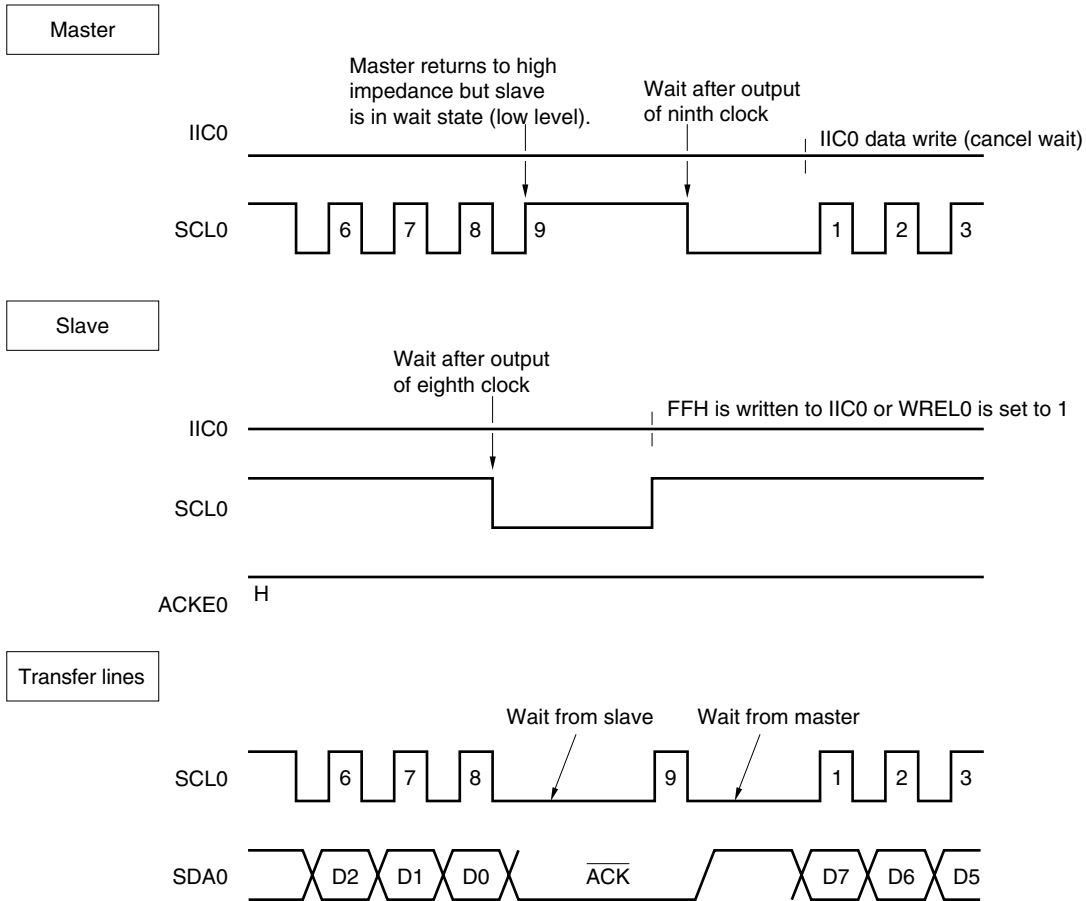 Master
Master returns to high
impedance but slave
is in wait state (low level).
Wait after output
of ninth clock
IIC0
IIC0 data write (cancel wait)
SCL0
6 7 8 9 1 2 3
Slave
Wait after output
of eighth clock
FFH is written to IIC0 or WREL0 is set to 1
IIC0
SCL0
H
ACKE0
Transfer lines
Wait from slave Wait from master
SCL0
6 7 8 9 1 2 3
SDA0
D2 D1 D0 ACK D7 D6 D5